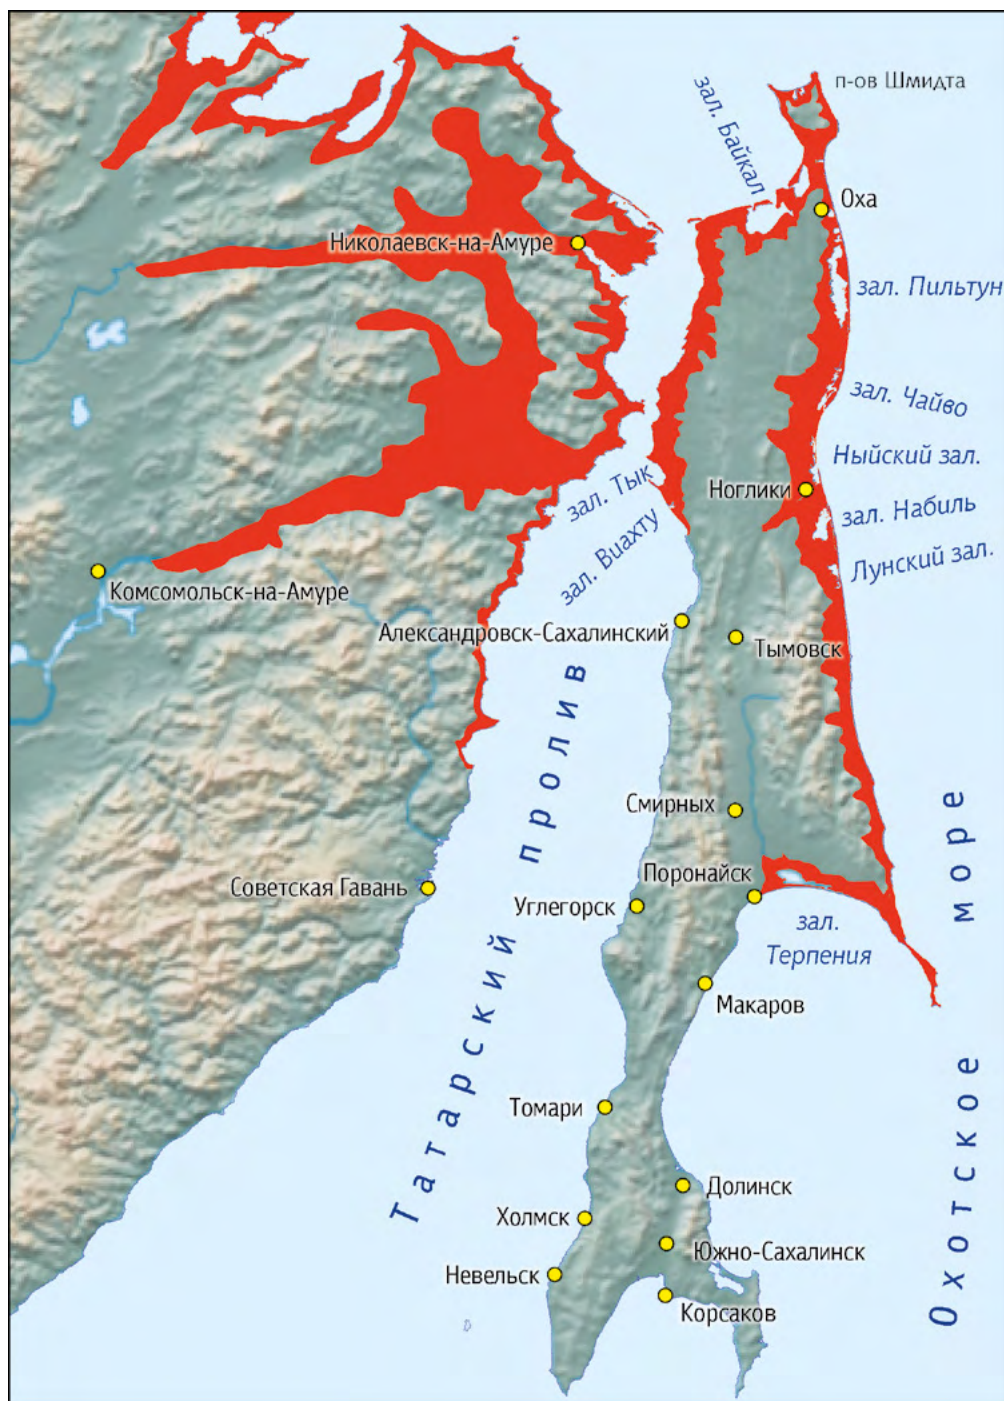 п-ов Шмидта
зал. Байкал
Оха
Николаевск-на-Амуре
зал. Пильтун
зал. Чайво
Ныйский зал.
зал. Тык
Ноглики
зал. Набиль
зал. Виахту
Лунский зал.
Комсомольск-на-Амуре
Александровск-Сахалинский
Тымовск
Татарский пролив
Смирных
Поронайск
Советская Гавань
Углегорск
зал.
Терпения
Макаров
Охотское море
Томари
Долинск
Холмск
Южно-Сахалинск
Невельск
Корсаков